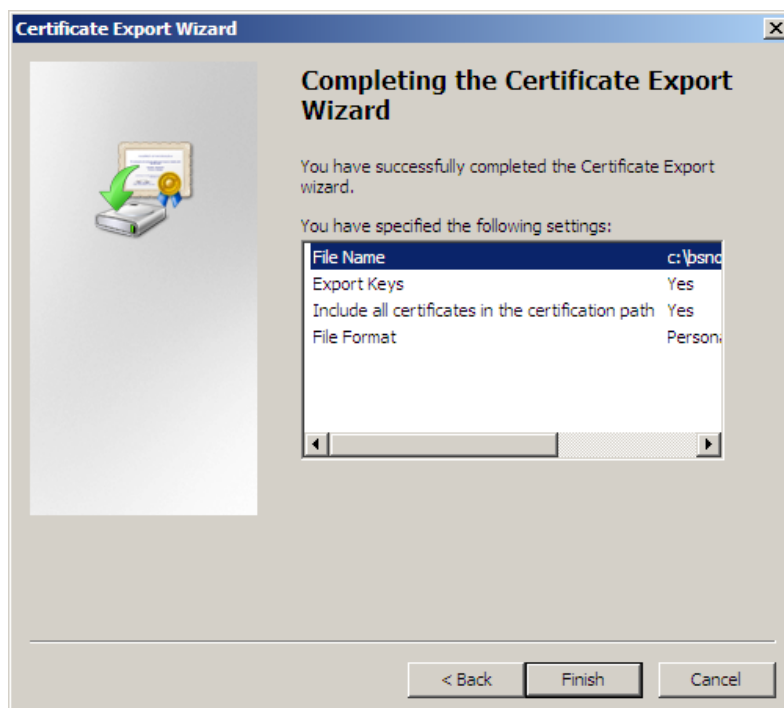 Certificate Export Wizard
Completing the Certificate Export
Wizard
You have successfully completed the Certificate Export
wizard.
You have specified the following settings:
File Name c:\bsnd
Export Keys Yes
Include all certificates in the certification path Yes
File Format Persona
< Back Finish Cancel